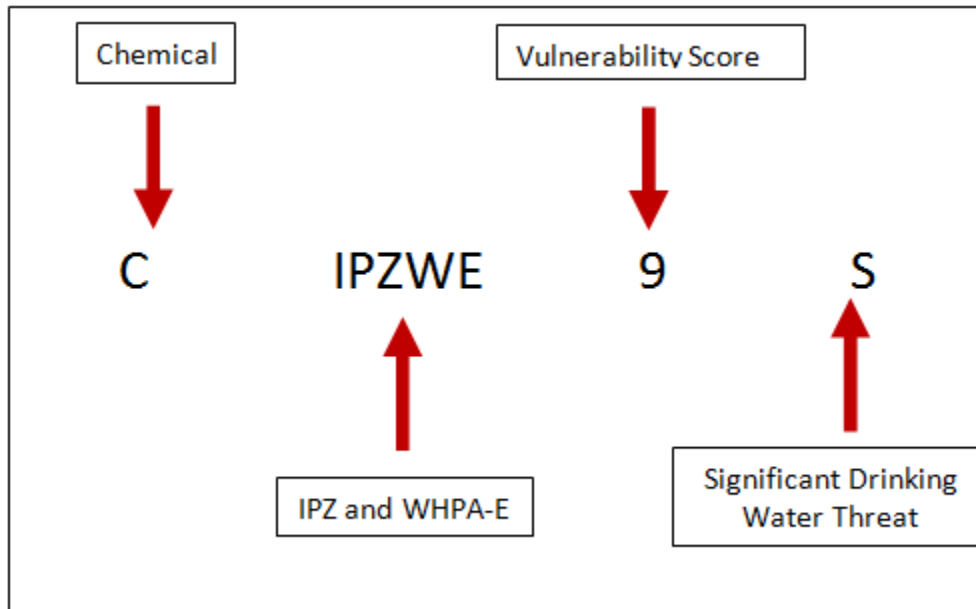 Chemical
Vulnerability Score
C IPZWE 9 S
IPZ and WHPA-E
Significant Drinking
Water Threat